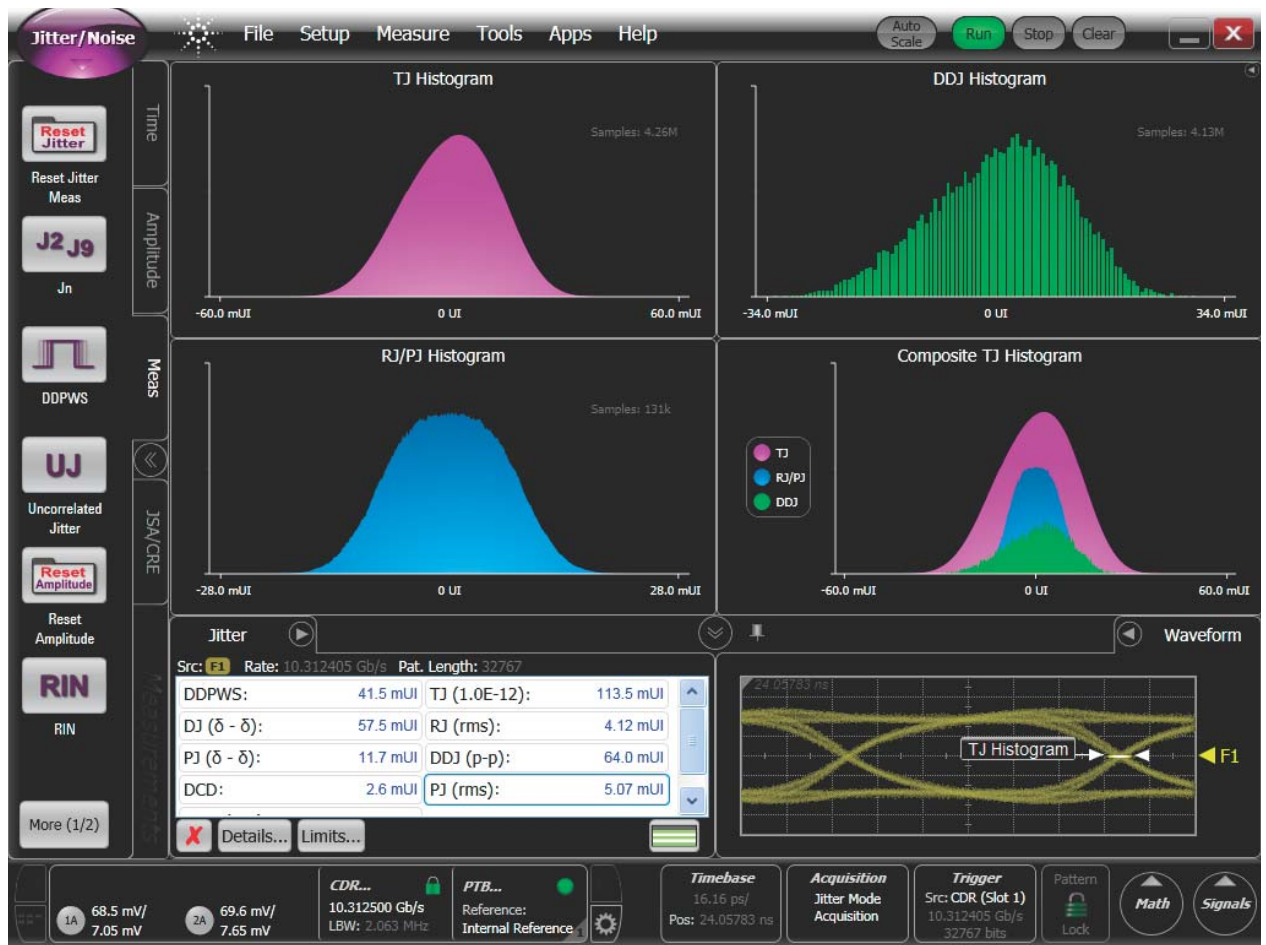 Jitter/Noise
File Setup Measure Tools Apps Help
Auto Scale
Run
Stop
Clear
X
Reset Jitter
Reset Jitter Meas
J2 J9
Jn
DDPWS
UJ
Uncorrelated Jitter
Reset Amplitude
Reset Amplitude
RIN
RIN
More (1/2)
Time
Amplitude
Meas
JSA/CRE
Measurements
TJ Histogram
Samples: 4.26M
-60.0 mUI 0 UI 60.0 mUI
DDJ Histogram
Samples: 4.13M
-34.0 mUI 0 UI 34.0 mUI
RJ/PJ Histogram
Samples: 131k
-28.0 mUI 0 UI 28.0 mUI
Composite TJ Histogram
TJ
RJ/PJ
DDJ
-60.0 mUI 0 UI 60.0 mUI
Jitter
Src: F1 Rate: 10.312405 Gb/s Pat. Length: 32767
DDPWS: 41.5 mUI TJ (1.0E-12): 113.5 mUI
DJ (δ - δ): 57.5 mUI RJ (rms): 4.12 mUI
PJ (δ - δ): 11.7 mUI DDJ (p-p): 64.0 mUI
DCD: 2.6 mUI PJ (rms): 5.07 mUI
Details... Limits...
Waveform
24.05783 ns
TJ Histogram
F1
1A 68.5 mV/
7.05 mV
2A 69.6 mV/
7.65 mV
CDR...
10.312500 Gb/s
LBW: 2.063 MHz
PTB...
Reference:
Internal Reference
1
Timebase
16.16 ps/
Pos: 24.05783 ns
Acquisition
Jitter Mode
Acquisition
Trigger
Src: CDR (Slot 1)
10.312405 Gb/s
32767 bits
Pattern
Lock
Math
Signals